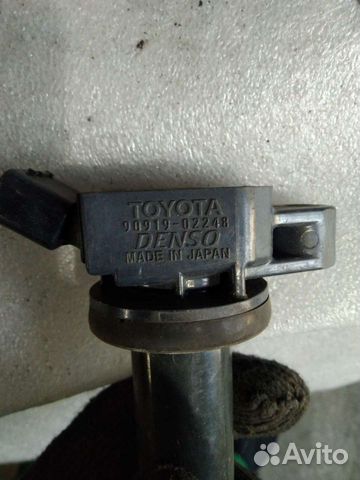 TOYOTA
90919-02248
DENSO
MADE IN JAPAN
Avito